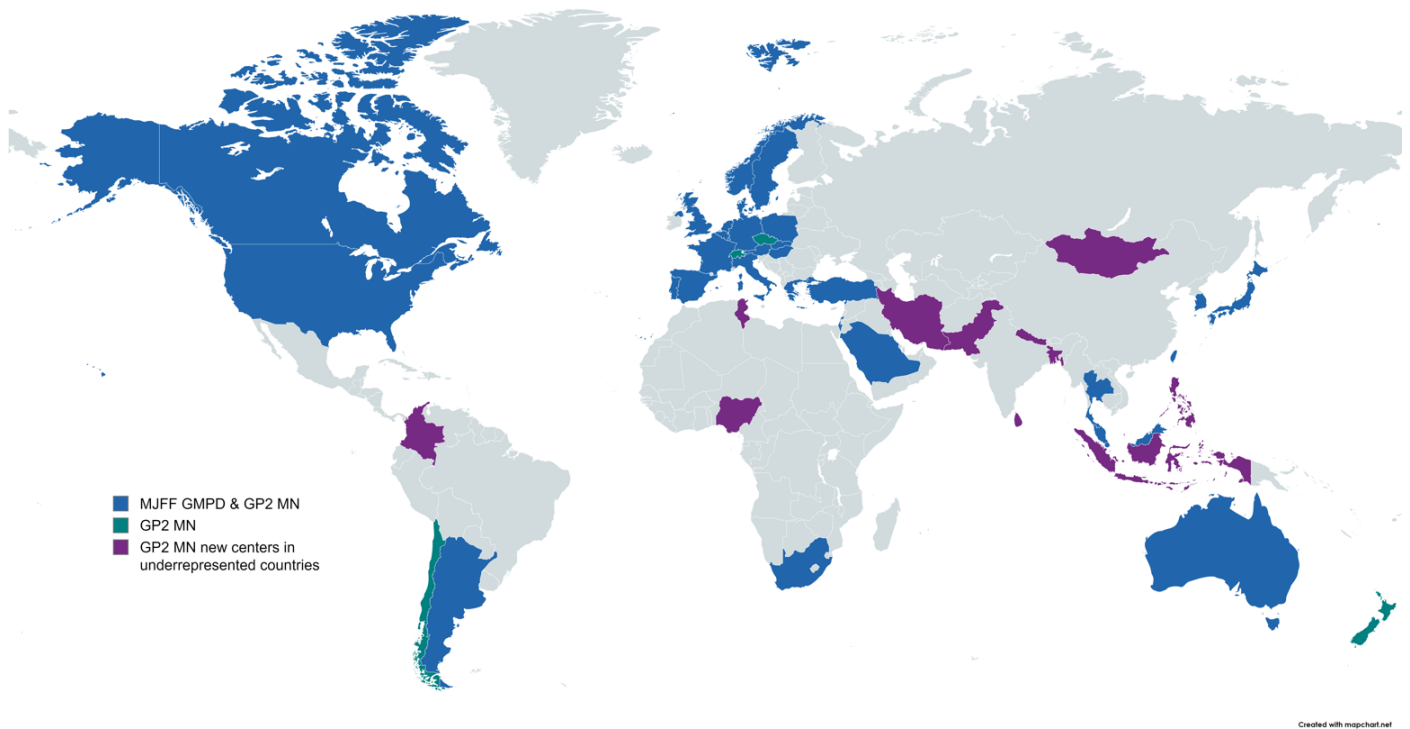 MJFF GMPD & GP2 MN
GP2 MN
GP2 MN new centers in
underrepresented countries
Created with mapchart.net